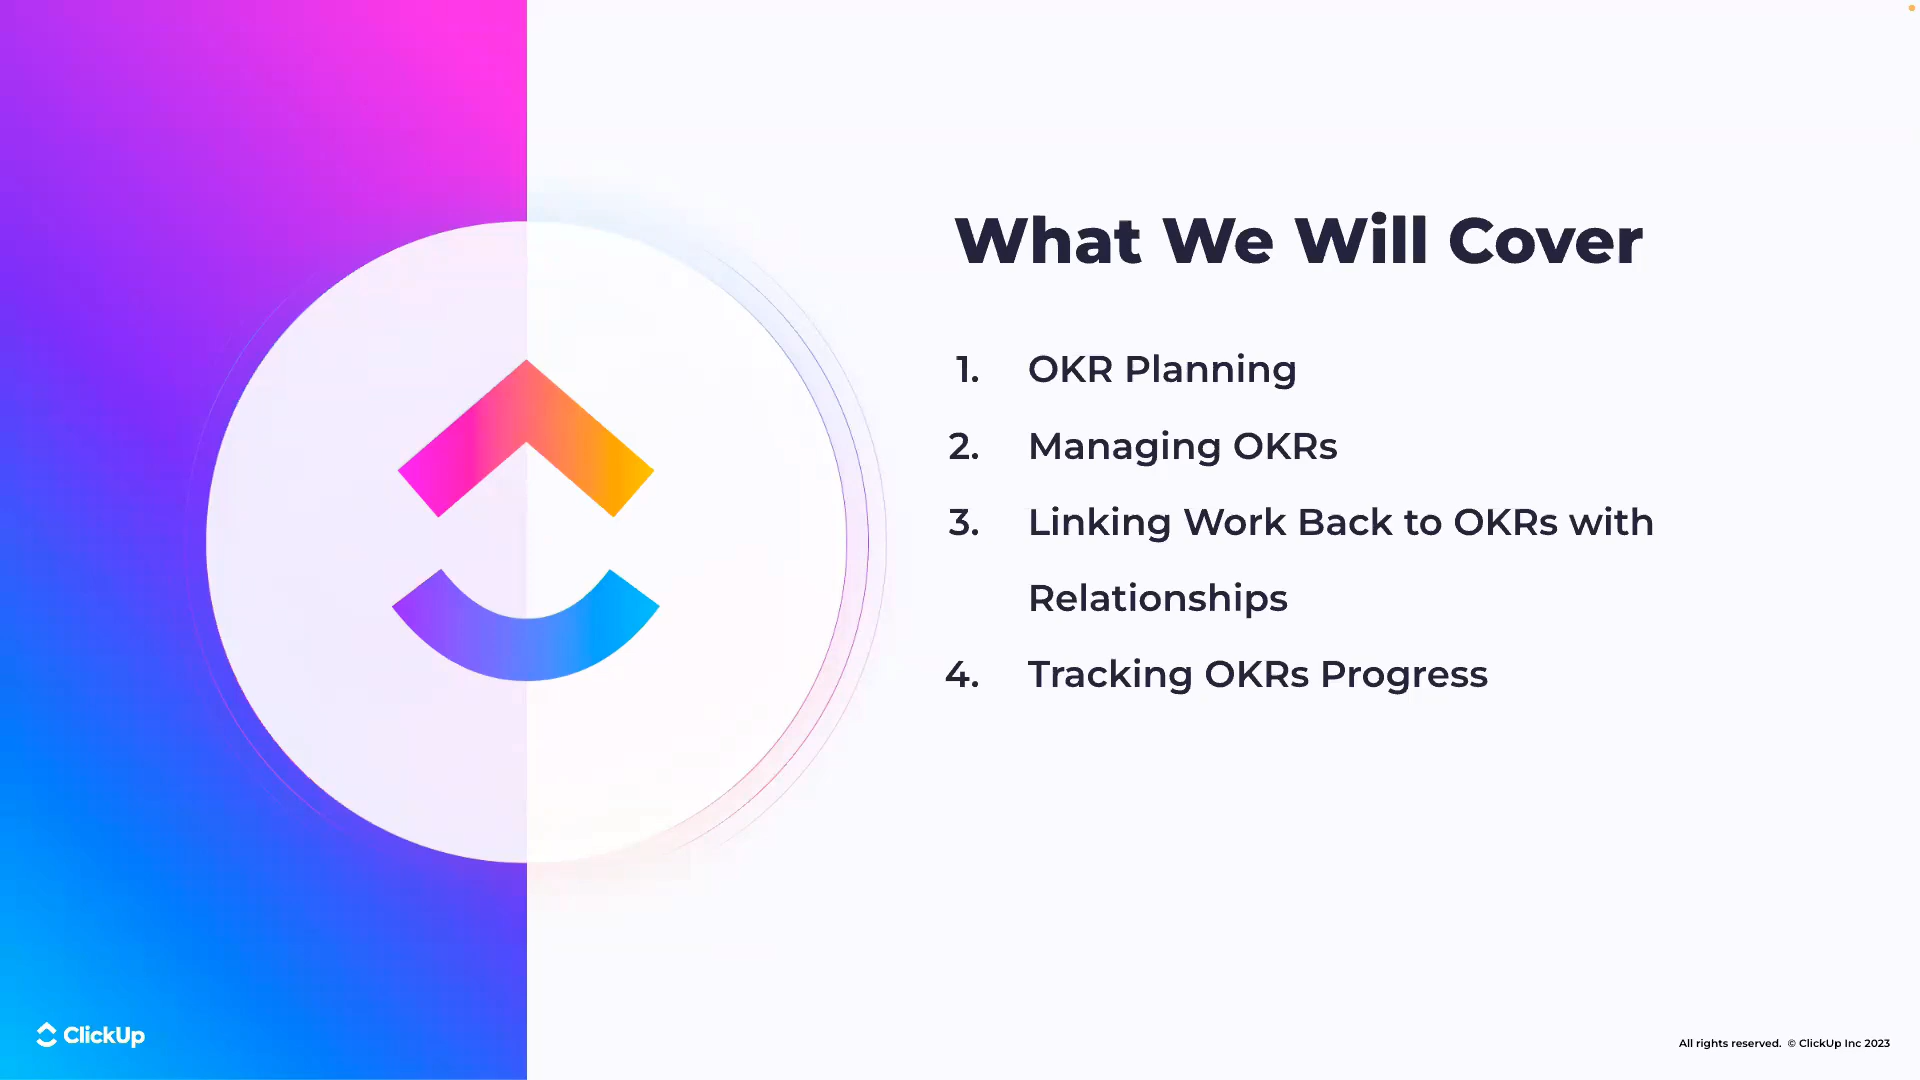 What We Will Cover
1. OKR Planning
2. Managing OKRs
3. Linking Work Back to OKRs with
Relationships
4. Tracking OKRs Progress
ClickUp
All rights reserved. © ClickUp Inc 2023